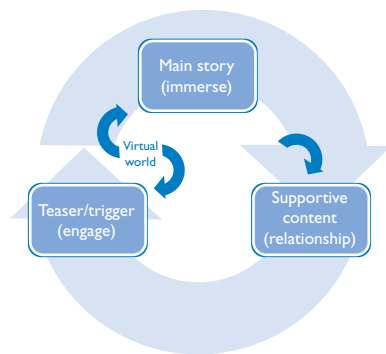 Main story
(immerse)
Virtual
world
Teaser/trigger
(engage)
Supportive
content
(relationship)